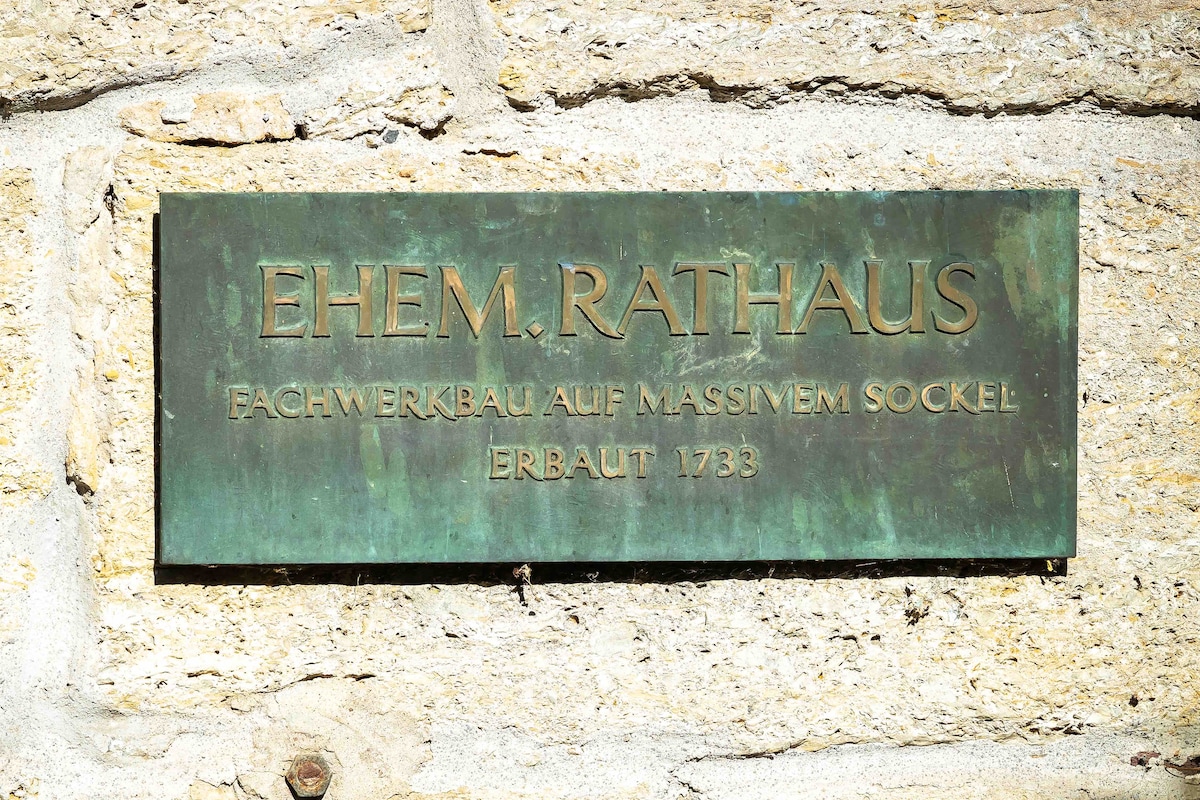 EHEM. RATHAUS
FACHWERKBAU AUF MASSIVEM SOCKEL
ERBAUT 1733